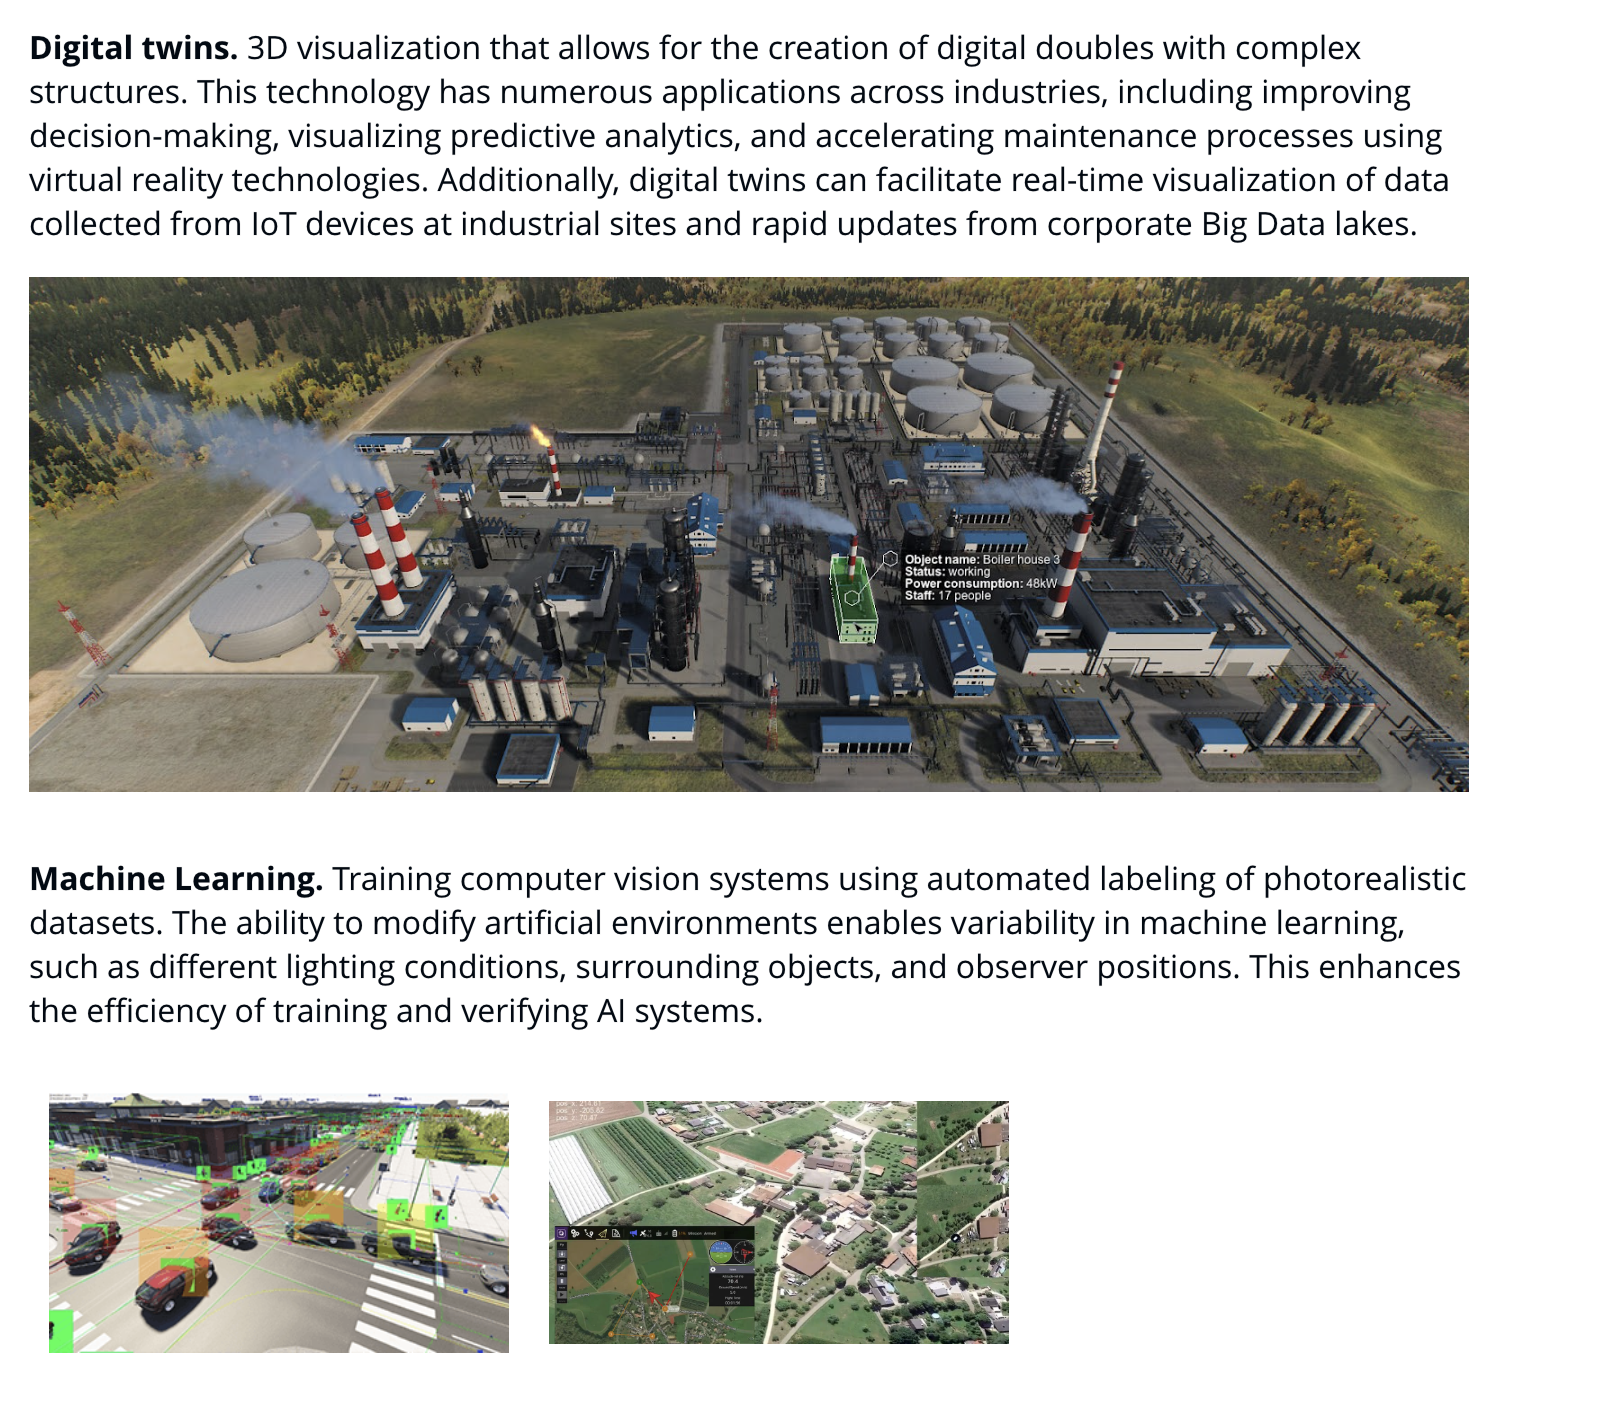 Digital twins. 3D visualization that allows for the creation of digital doubles with complex
structures. This technology has numerous applications across industries, including improving
decision-making, visualizing predictive analytics, and accelerating maintenance processes using
virtual reality technologies. Additionally, digital twins can facilitate real-time visualization of data
collected from IoT devices at industrial sites and rapid updates from corporate Big Data lakes.
Object name: Boiler house 3
Status: working
Power consumption: 48kW
Staff: 17 people
Machine Learning. Training computer vision systems using automated labeling of photorealistic
datasets. The ability to modify artificial environments enables variability in machine learning,
such as different lighting conditions, surrounding objects, and observer positions. This enhances
the efficiency of training and verifying AI systems.